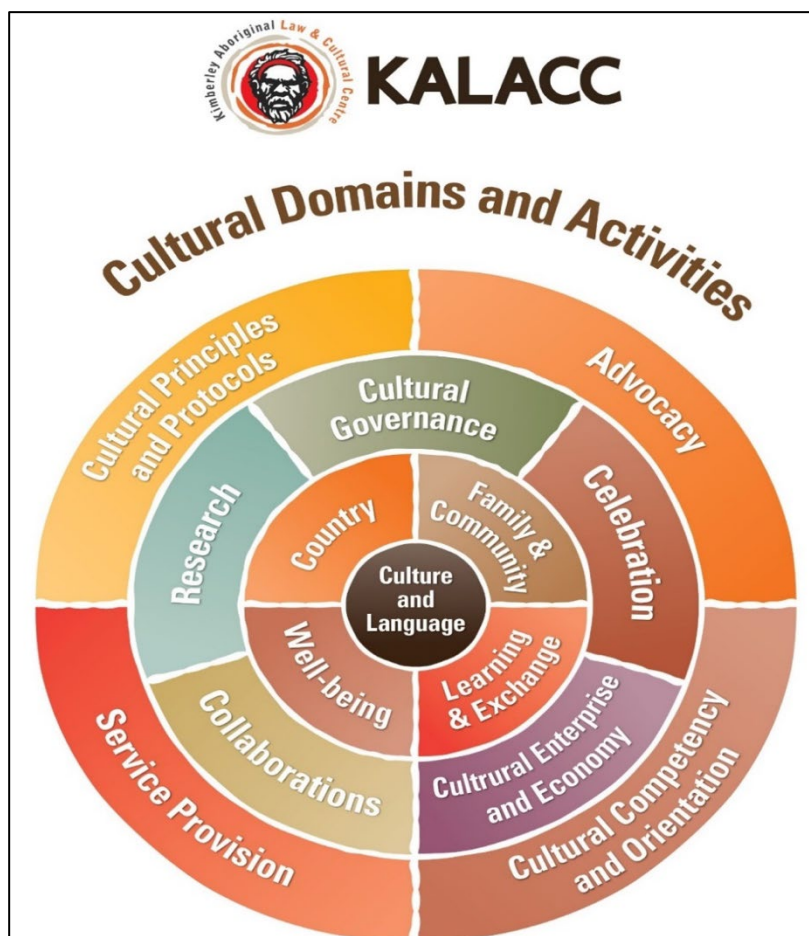 Kimberley Aboriginal Law & Cultural Centre
KALACC
Cultural Domains and Activities
Cultural Principles
and Protocols
Advocacy
Cultural
Governance
Research
Celebration
Country
Family &
Community
Culture
and
Language
Well-being
Learning
& Exchange
Collaborations
Cultrural Enterprise
and Economy
Service Provision
Cultural Competency
and Orientation